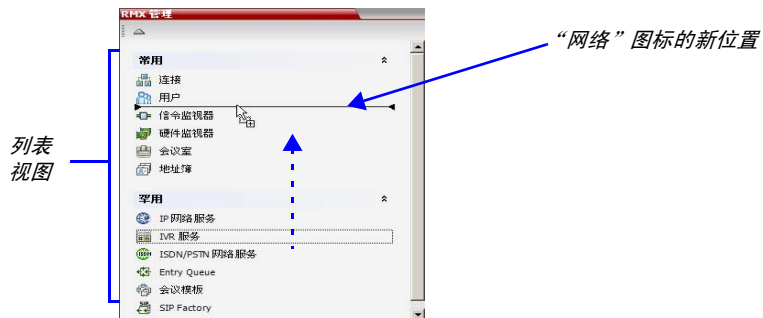 RMX 管理
“网络”图标的新位置
常用
连接
用户
信令监视器
硬件监视器
会议室
地址簿
列表
视图
罕用
IP 网络服务
IVR 服务
ISDN/PSTN 网络服务
Entry Queue
会议模板
SIP Factory